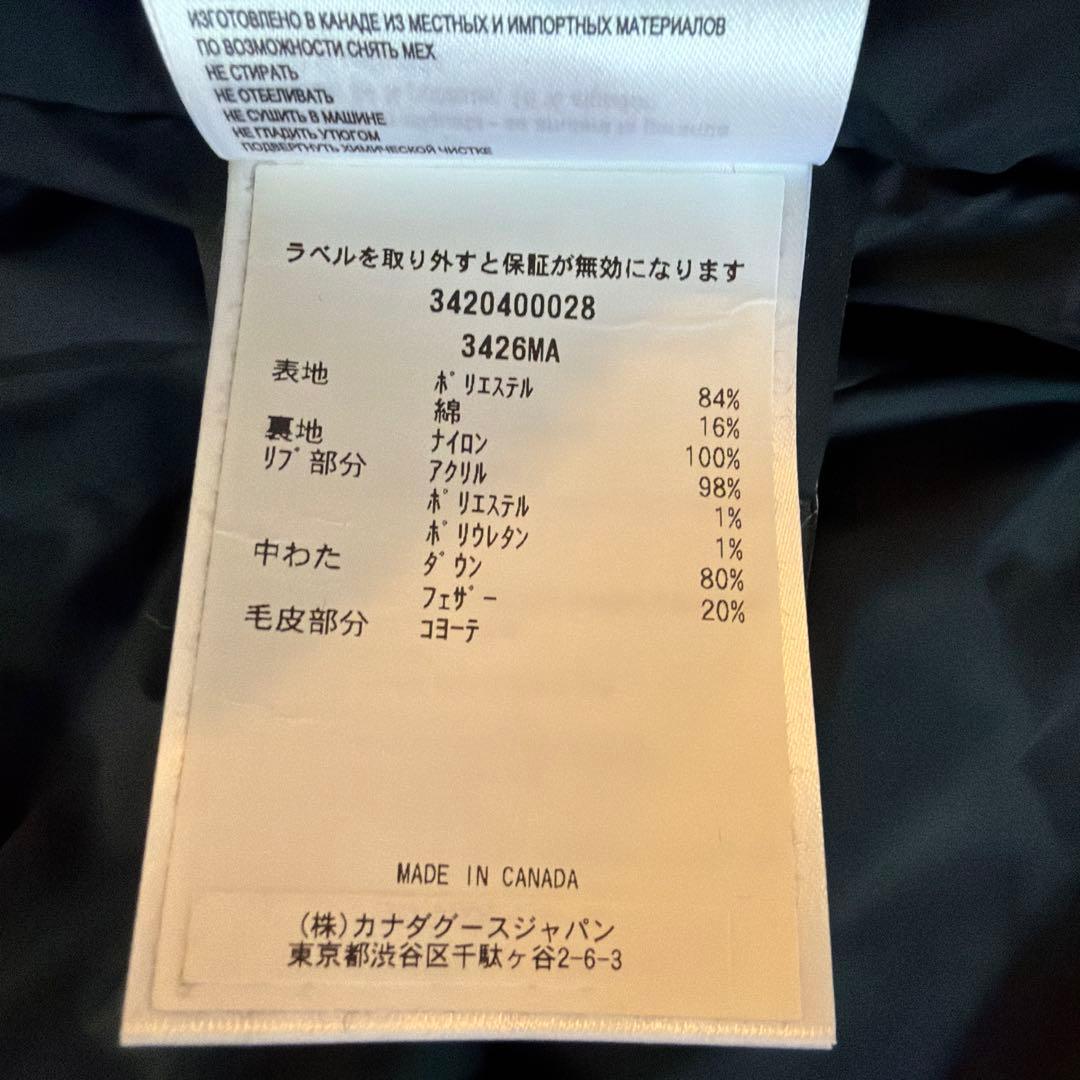 ИЗГОТОВЛЕНО В КАНАДЕ ИЗ МЕСТНЫХ И ИМПОРТНЫХ МАТЕРИАЛОВ
ПО ВОЗМОЖНОСТИ СНЯТЬ МЕХ
НЕ СТИРАТЬ
НЕ ОТБЕЛИВАТЬ
НЕ СУШИТЬ В МАШИНЕ
НЕ ГЛАДИТЬ УТЮГОМ
ПОДВЕРГНУТЬ ХИМИЧЕСКОЙ ЧИСТКЕ
ラベルを取り外すと保証が無効になります
3420400028
3426MA
表地 ﾎﾟﾘｴｽﾃﾙ 84%
綿 16%
裏地 ﾅｲﾛﾝ 100%
ﾘﾌﾞ部分 ｱｸﾘﾙ 98%
ﾎﾟﾘｴｽﾃﾙ 1%
ﾎﾟﾘｳﾚﾀﾝ 1%
中わた ﾀﾞｳﾝ 80%
ﾌｪｻﾞｰ 20%
毛皮部分 ｺﾖｰﾃ
MADE IN CANADA
(株)カナダグースジャパン
東京都渋谷区千駄ヶ谷2-6-3